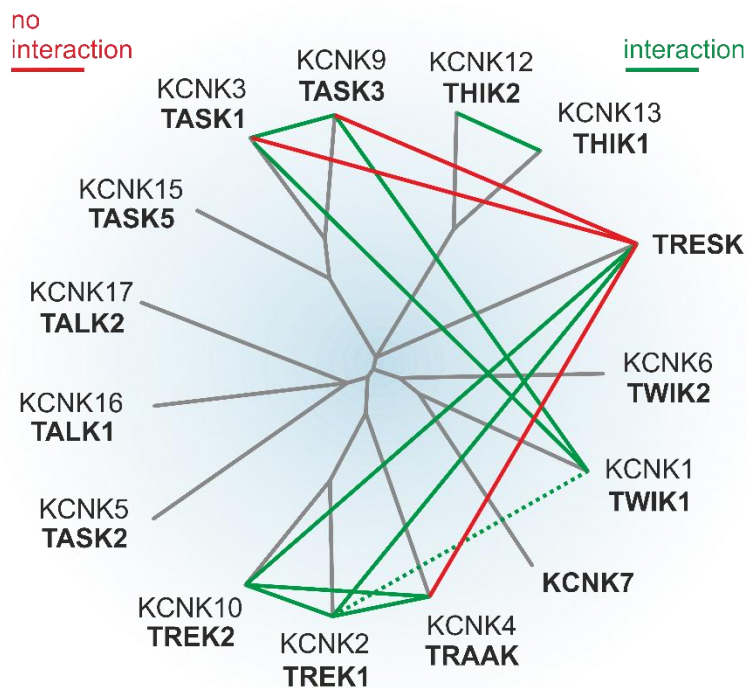 no
interaction
interaction
KCNK9
TASK3
KCNK12
THIK2
KCNK3
TASK1
KCNK13
THIK1
KCNK15
TASK5
TRESK
KCNK17
TALK2
KCNK6
TWIK2
KCNK16
TALK1
KCNK1
TWIK1
KCNK5
TASK2
KCNK7
KCNK10
TREK2
KCNK2
TREK1
KCNK4
TRAAK